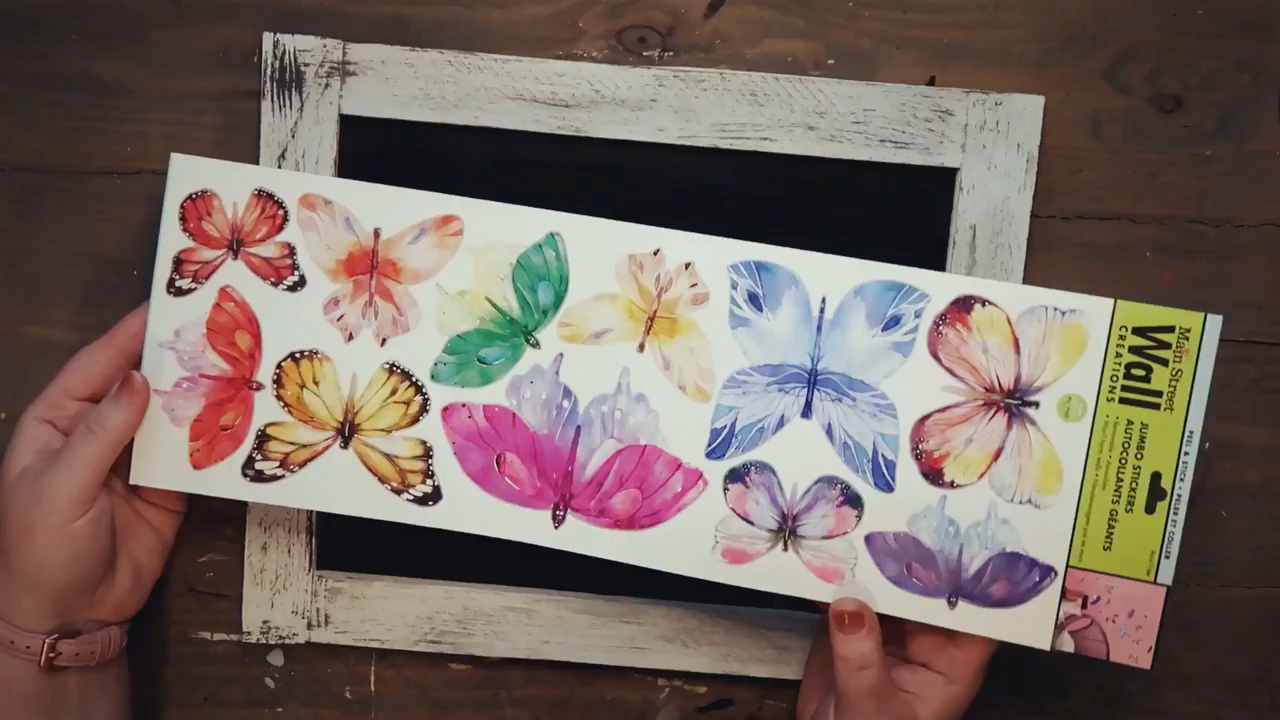 Main Street
Wall
CREATIONS
JUMBO STICKERS
AUTOCOLLANTS GÉANTS
PEEL & STICK • PELER ET COLLER